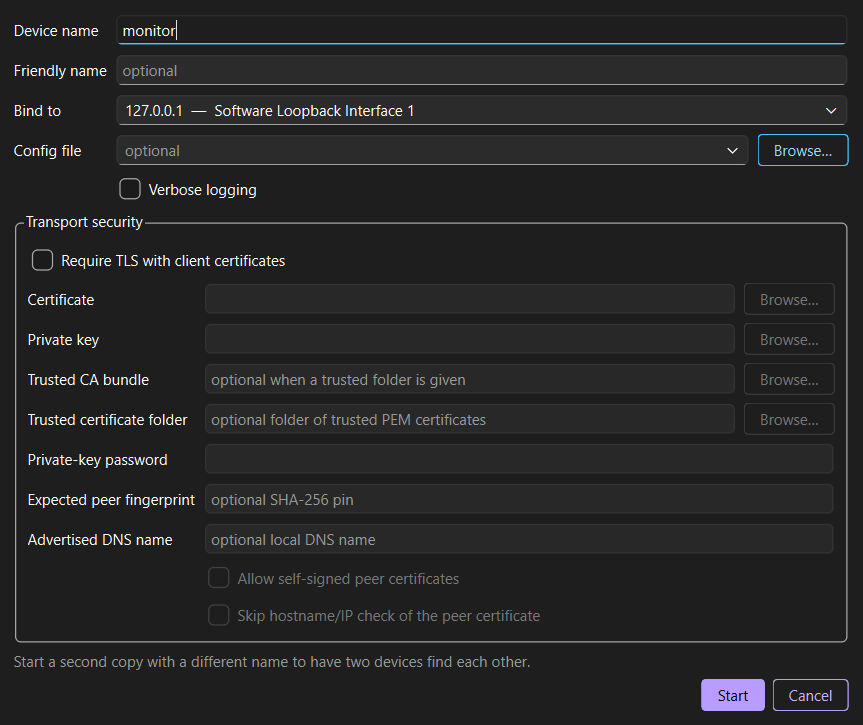 Device name monitor
Friendly name optional
Bind to 127.0.0.1 — Software Loopback Interface 1
Config file optional Browse...
Verbose logging
Transport security
Require TLS with client certificates
Certificate Browse...
Private key Browse...
Trusted CA bundle optional when a trusted folder is given Browse...
Trusted certificate folder optional folder of trusted PEM certificates Browse...
Private-key password
Expected peer fingerprint optional SHA-256 pin
Advertised DNS name optional local DNS name
Allow self-signed peer certificates
Skip hostname/IP check of the peer certificate
Start a second copy with a different name to have two devices find each other.
Start Cancel